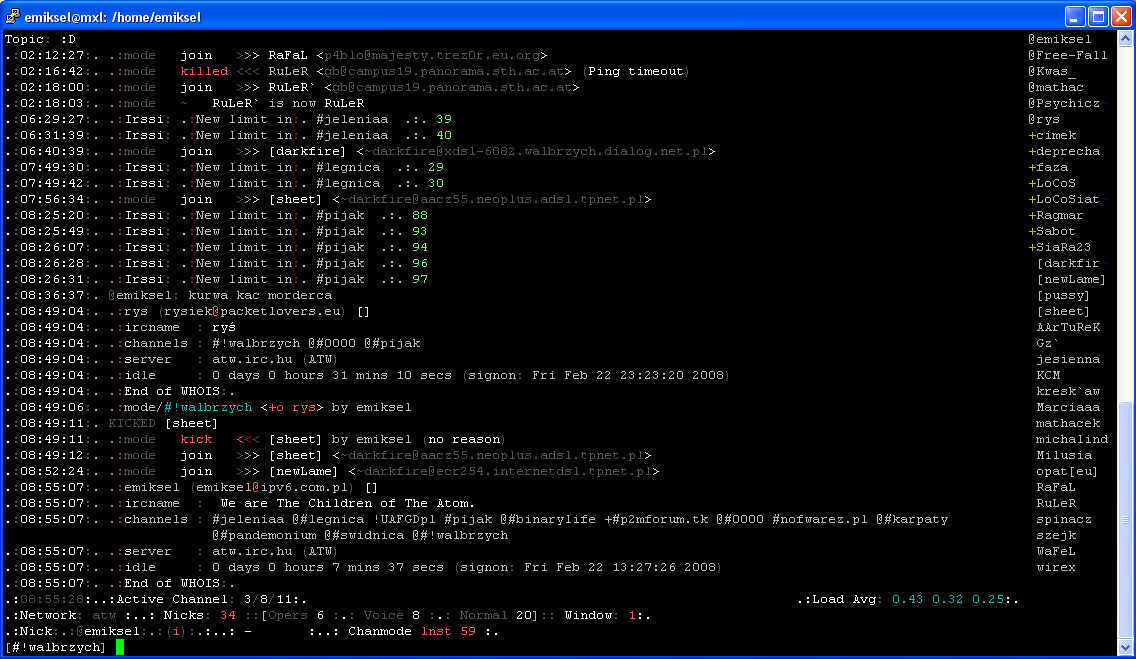 emiksel@mxl: /home/emiksel
Topic: :D
.:02:12:27:. .:mode   join   >>> RaFaL <p4blo@majesty.trez0r.eu.org>
.:02:16:42:. .:mode   killed <<< RuLeR <gb@campus19.panorama.sth.ac.at> (Ping timeout)
.:02:18:00:. .:mode   join   >>> RuLeR` <gb@campus19.panorama.sth.ac.at>
.:02:18:03:. .:mode   ~   RuLeR` is now RuLeR
.:06:29:27:. .:Irssi: .:New limit in:. #jeleniaa .:. 39
.:06:31:39:. .:Irssi: .:New limit in:. #jeleniaa .:. 40
.:06:40:39:. .:mode   join   >>> [darkfire] <~darkfire@xdsl-6082.walbrzych.dialog.net.pl>
.:07:49:30:. .:Irssi: .:New limit in:. #legnica .:. 29
.:07:49:42:. .:Irssi: .:New limit in:. #legnica .:. 30
.:07:56:34:. .:mode   join   >>> [sheet] <~darkfire@aacz55.neoplus.adsl.tpnet.pl>
.:08:25:20:. .:Irssi: .:New limit in:. #pijak .:. 88
.:08:25:49:. .:Irssi: .:New limit in:. #pijak .:. 93
.:08:26:07:. .:Irssi: .:New limit in:. #pijak .:. 94
.:08:26:28:. .:Irssi: .:New limit in:. #pijak .:. 96
.:08:26:31:. .:Irssi: .:New limit in:. #pijak .:. 97
.:08:36:37:. @emiksel: kurwa kac morderca
.:08:49:04:. .:rys (rysiek@packetlovers.eu) []
.:08:49:04:. .:ircname  : ryś
.:08:49:04:. .:channels : #!walbrzych @#0000 @#pijak
.:08:49:04:. .:server   : atw.irc.hu (ATW)
.:08:49:04:. .:idle     : 0 days 0 hours 31 mins 10 secs (signon: Fri Feb 22 23:23:20 2008)
.:08:49:04:. .:End of WHOIS:.
.:08:49:06:. .:mode/#!walbrzych <+o rys> by emiksel
.:08:49:11:. KICKED [sheet]
.:08:49:11:. .:mode   kick   <<< [sheet] by emiksel (no reason)
.:08:49:12:. .:mode   join   >>> [sheet] <~darkfire@aacz55.neoplus.adsl.tpnet.pl>
.:08:52:24:. .:mode   join   >>> [newLame] <~darkfire@ecr254.internetdsl.tpnet.pl>
.:08:55:07:. .:emiksel (emiksel@ipv6.com.pl) []
.:08:55:07:. .:ircname  :  We are The Children of The Atom.
.:08:55:07:. .:channels : #jeleniaa @#legnica !UAFGDpl #pijak @#binarylife +#p2mforum.tk @#0000 #nofwarez.pl @#karpaty
@#pandemonium @#swidnica @#!walbrzych
.:08:55:07:. .:server   : atw.irc.hu (ATW)
.:08:55:07:. .:idle     : 0 days 0 hours 7 mins 37 secs (signon: Fri Feb 22 13:27:26 2008)
.:08:55:07:. .:End of WHOIS:.
.:08:55:28:..:Active Channel: 3/8/11:. .:Load Avg: 0.43 0.32 0.25:.
.:Network: atw :..: Nicks: 34 ::[Opers 6 :.: Voice 8 :.: Normal 20]:: Window: 1:.
.:Nick:.:@emiksel:.:(i):.:..: -       :..: Chanmode lnst 59 :.
[#!walbrzych]
@emiksel
@Free-Fall
@Kwas_
@mathac
@Psychicz
@rys
+cimek
+deprecha
+faza
+LoCoS
+LoCoSiat
+Ragmar
+Sabot
+SiaRa23
[darkfir
[newLame]
[pussy]
[sheet]
AArTuReK
Gz`
jesienna
KCM
kresk`aw
Marciaaa
mathacek
michalind
Milusia
opat[eu]
RaFaL
RuLeR
spinacz
szejk
WaFeL
wirex